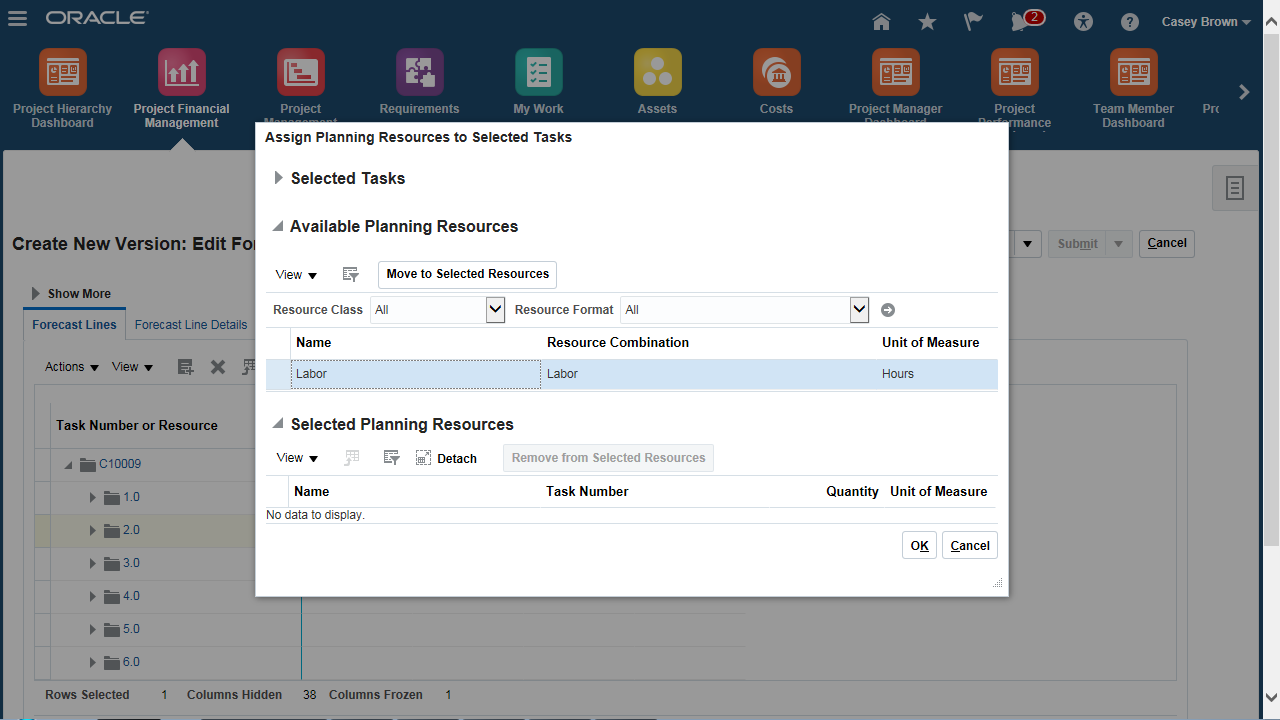 ORACLE
2
Casey Brown
Project Hierarchy Dashboard
Project Financial Management
Project Management
Requirements
My Work
Assets
Costs
Project Manager Dashboard
Project Performance
Team Member Dashboard
Assign Planning Resources to Selected Tasks
Selected Tasks
Available Planning Resources
View
Move to Selected Resources
Resource Class All Resource Format All
Name Resource Combination Unit of Measure
Labor Labor Hours
Selected Planning Resources
View Detach Remove from Selected Resources
Name Task Number Quantity Unit of Measure
No data to display.
OK Cancel
Create New Version: Edit
Submit Cancel
Show More
Forecast Lines Forecast Line Details
Actions View
Task Number or Resource
C10009
1.0
2.0
3.0
4.0
5.0
6.0
Rows Selected 1 Columns Hidden 38 Columns Frozen 1